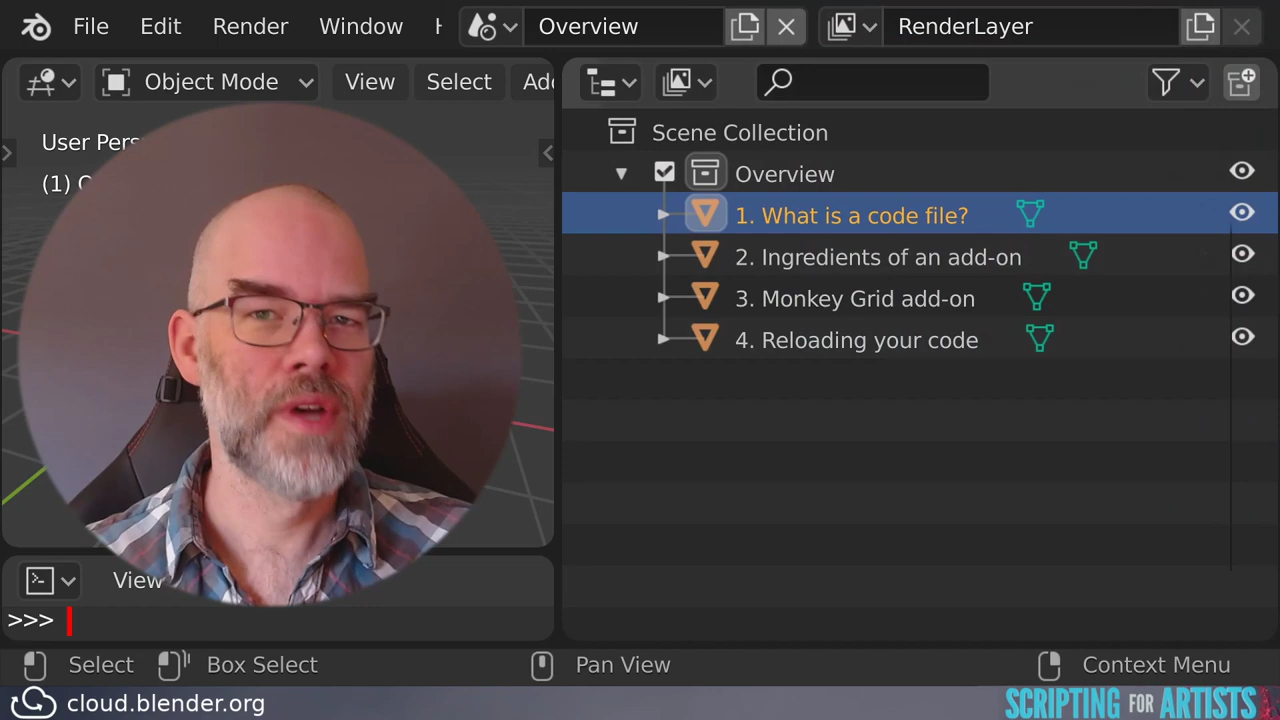 File Edit Render Window Overview RenderLayer
Object Mode View Select
User Pers
(1)
Scene Collection
Overview
1. What is a code file?
2. Ingredients of an add-on
3. Monkey Grid add-on
4. Reloading your code
View
>>>
Select Box Select Pan View Context Menu
cloud.blender.org
SCRIPTING FOR ARTISTS